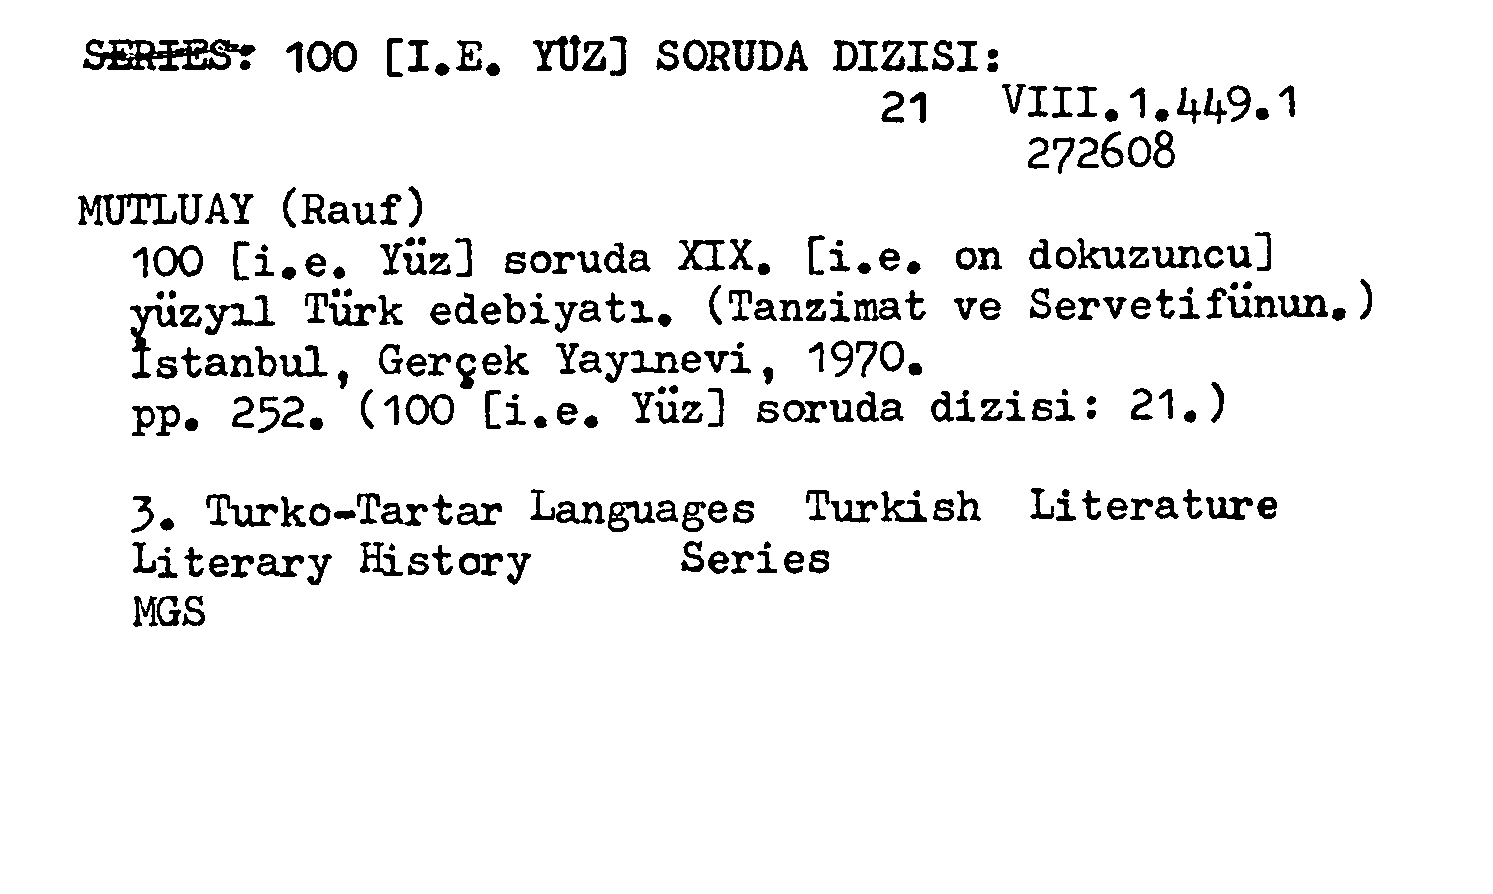 SERIES: 100 [I.E. YÜZ] SORUDA DIZISI:
21 VIII.1.449.1
272608
MUTLUAY (Rauf)
100 [i.e. Yüz] soruda XIX. [i.e. on dokuzuncu]
yüzyıl Türk edebiyatı. (Tanzimat ve Servetifünun.)
İstanbul, Gerçek Yayınevi, 1970.
pp. 252. (100 [i.e. Yüz] soruda dizisi: 21.)
3. Turko-Tartar Languages Turkish Literature
Literary History Series
MGS